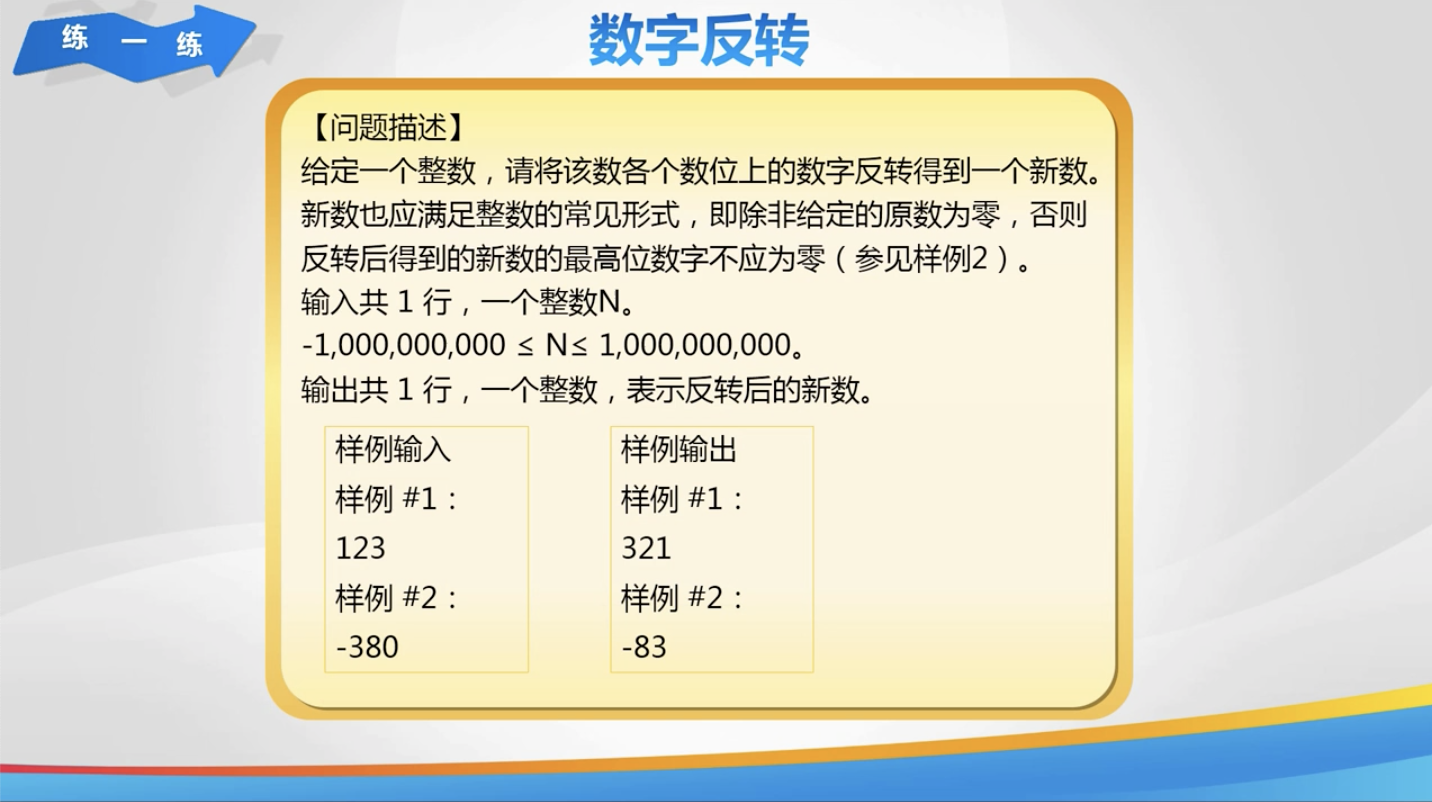 练一练
数字反转
【问题描述】
给定一个整数，请将该数各个数位上的数字反转得到一个新数。
新数也应满足整数的常见形式，即除非给定的原数为零，否则
反转后得到的新数的最高位数字不应为零（参见样例2）。
输入共 1 行，一个整数N。
-1,000,000,000 ≤ N≤ 1,000,000,000。
输出共 1 行，一个整数，表示反转后的新数。
样例输入
样例 #1：
123
样例 #2：
-380
样例输出
样例 #1：
321
样例 #2：
-83